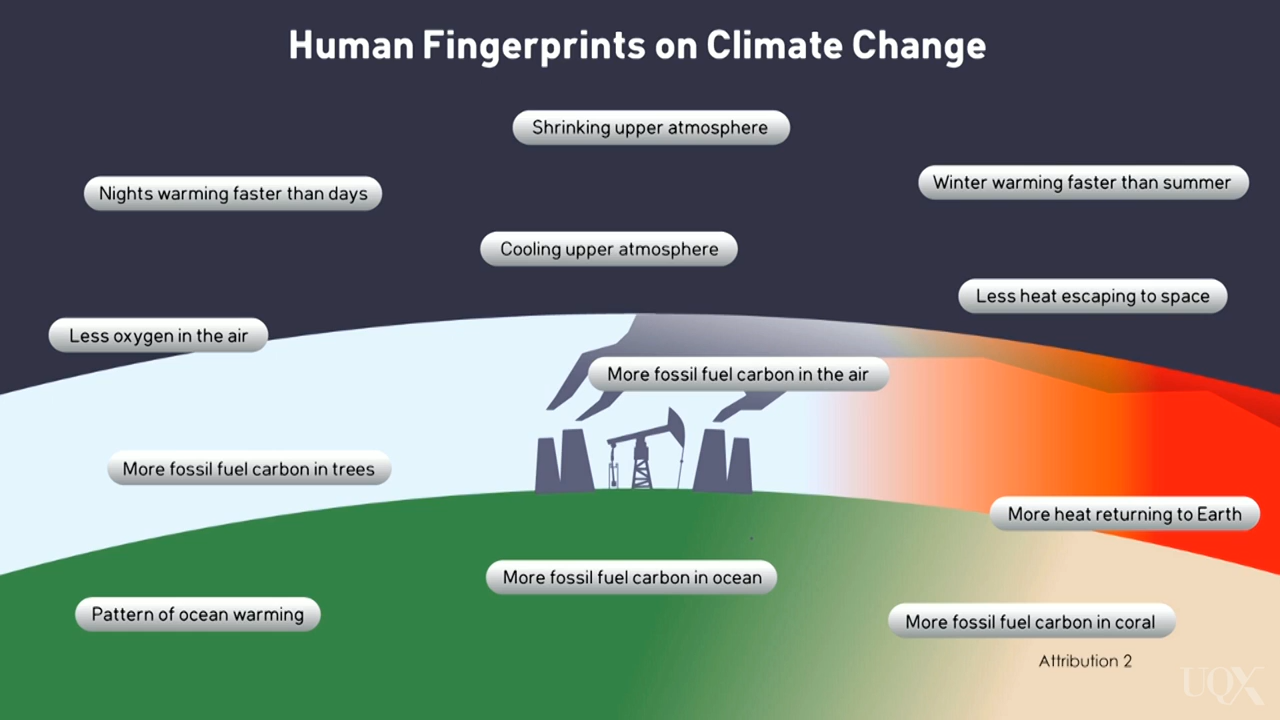 Human Fingerprints on Climate Change
Shrinking upper atmosphere
Nights warming faster than days
Winter warming faster than summer
Cooling upper atmosphere
Less heat escaping to space
Less oxygen in the air
More fossil fuel carbon in the air
More fossil fuel carbon in trees
More heat returning to Earth
More fossil fuel carbon in ocean
Pattern of ocean warming
More fossil fuel carbon in coral
Attribution 2
UQX